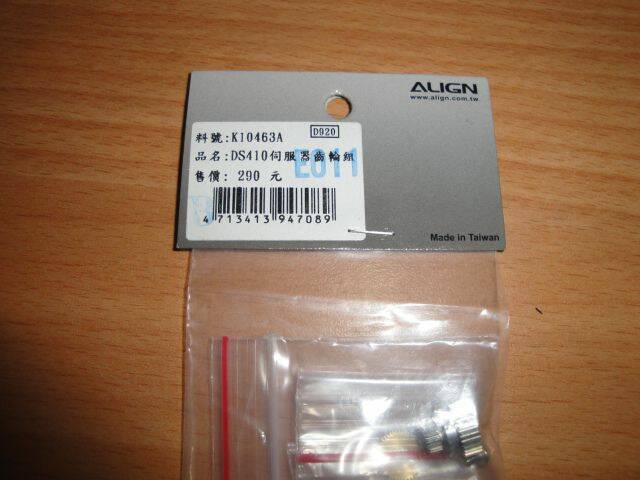 ALIGN
www.align.com.tw
料號:K10463A
D920
品名:DS410伺服器齒輪組
E011
售價: 290 元
4 713413 947089
Made in Taiwan